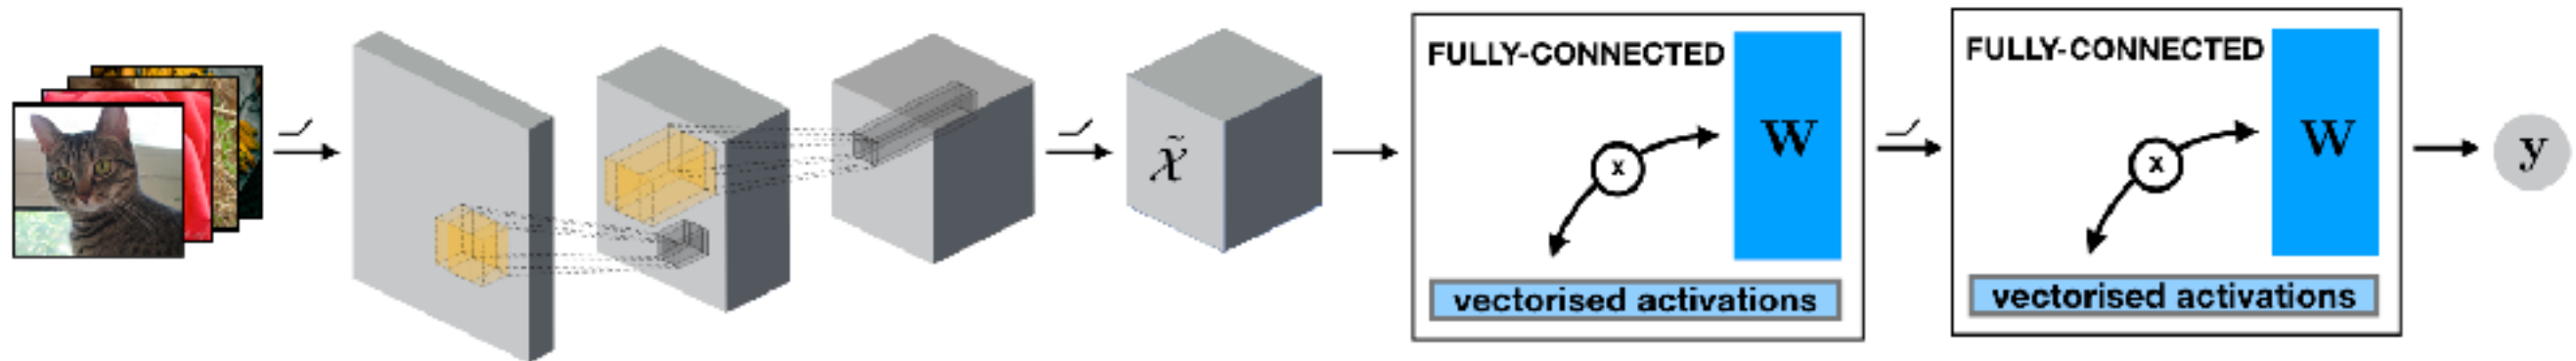 x̃
FULLY-CONNECTED
W
x
vectorised activations
FULLY-CONNECTED
W
x
vectorised activations
y